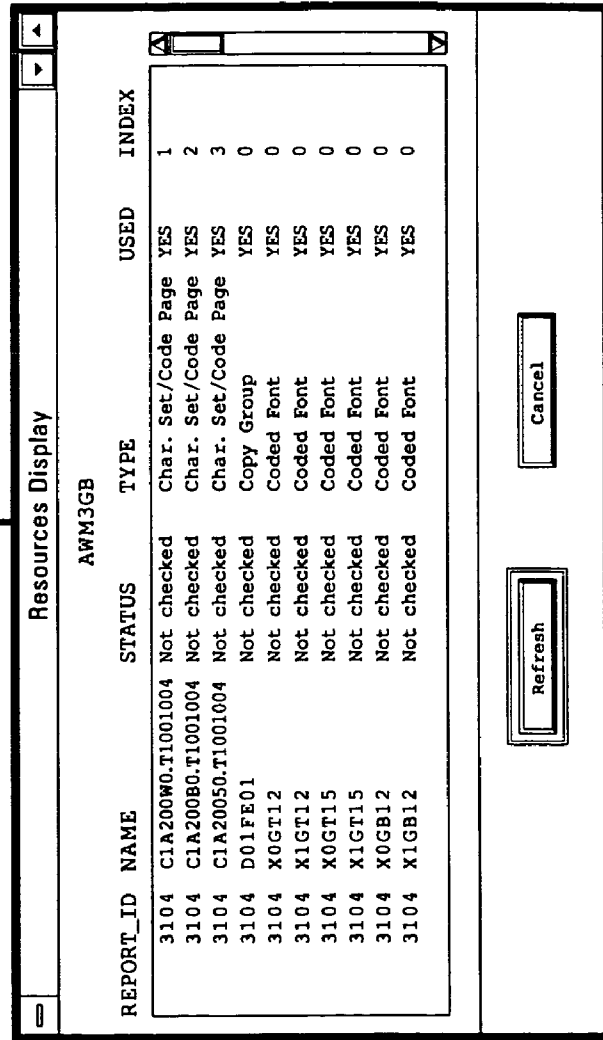 Resources Display
AWM3GB
REPORT_ID NAME STATUS TYPE USED INDEX
3104 C1A200W0.T1001004 Not checked Char. Set/Code Page YES 1
3104 C1A200B0.T1001004 Not checked Char. Set/Code Page YES 2
3104 C1A20050.T1001004 Not checked Char. Set/Code Page YES 3
3104 D01FE01 Not checked Copy Group YES 0
3104 X0GT12 Not checked Coded Font YES 0
3104 X1GT12 Not checked Coded Font YES 0
3104 X0GT15 Not checked Coded Font YES 0
3104 X1GT15 Not checked Coded Font YES 0
3104 X0GB12 Not checked Coded Font YES 0
3104 X1GB12 Not checked Coded Font YES 0
Refresh Cancel